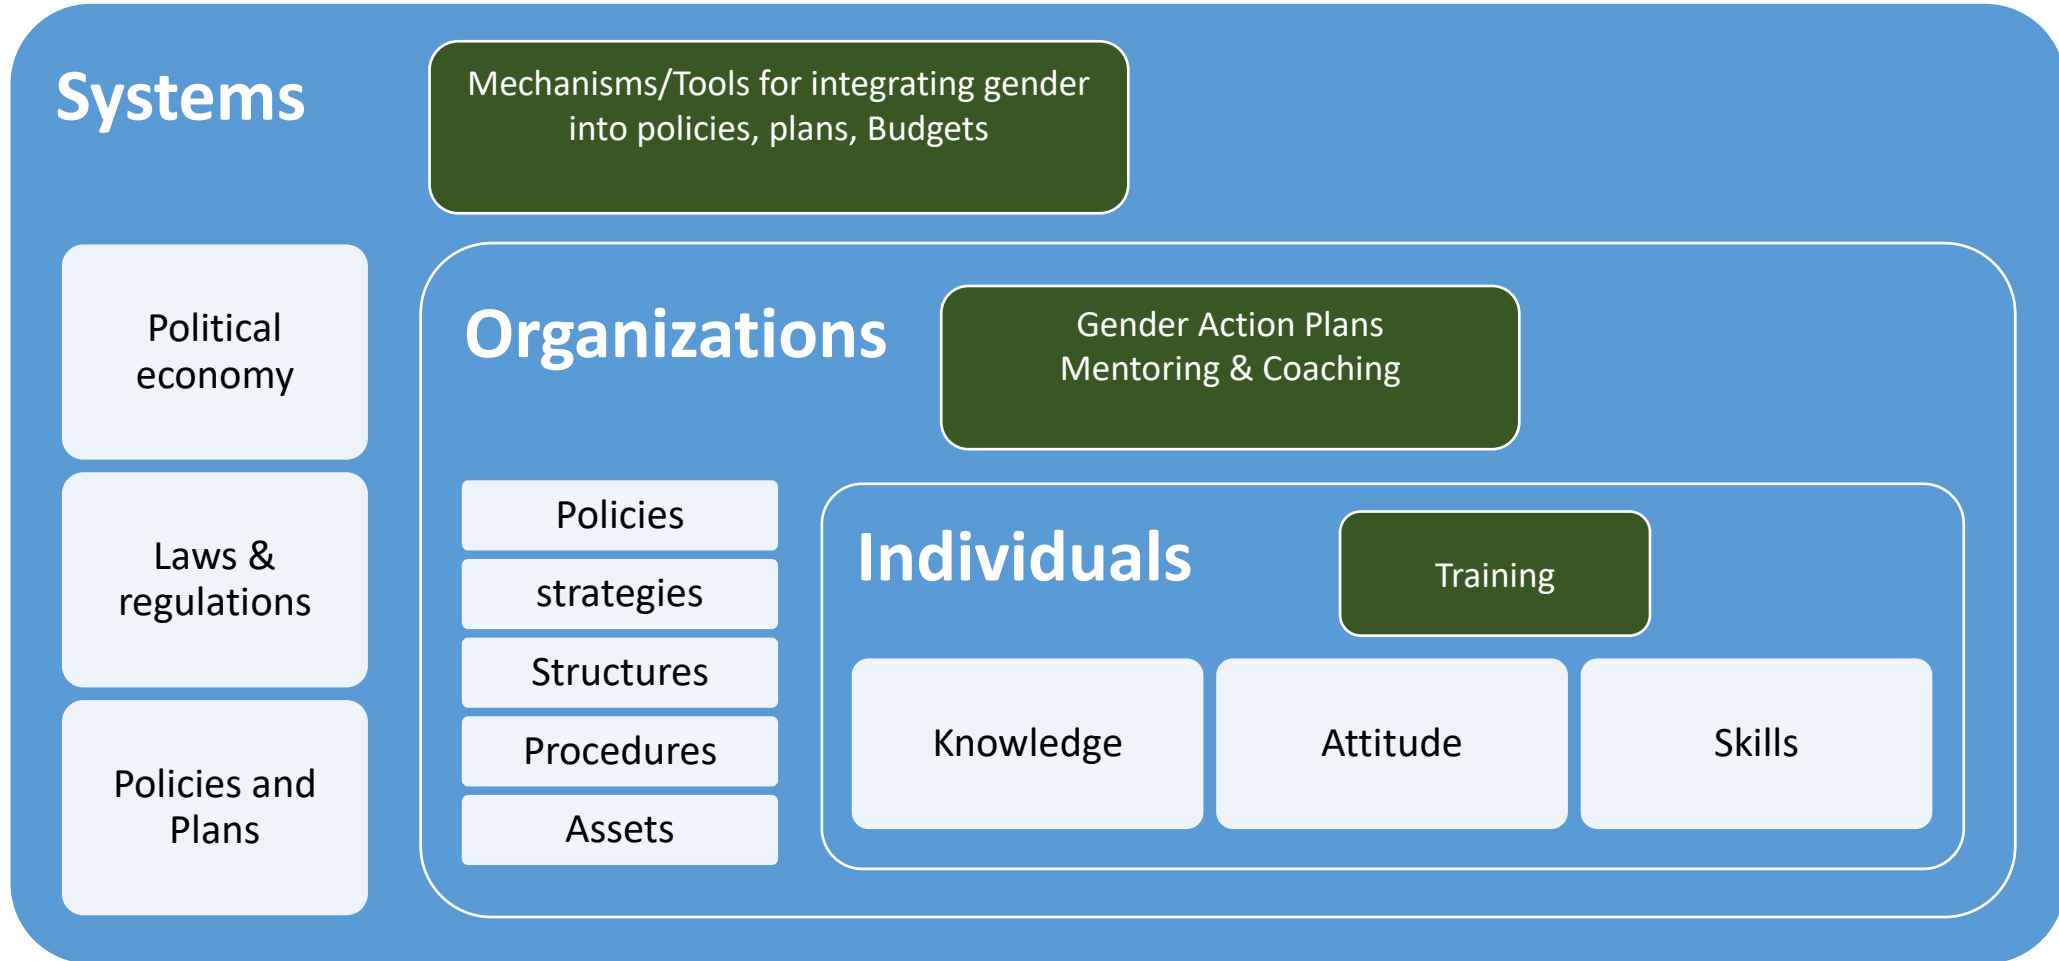 Systems
Mechanisms/Tools for integrating gender
into policies, plans, Budgets
Political
economy
Laws &
regulations
Policies and
Plans
Organizations
Gender Action Plans
Mentoring & Coaching
Policies
strategies
Structures
Procedures
Assets
Individuals
Training
Knowledge
Attitude
Skills